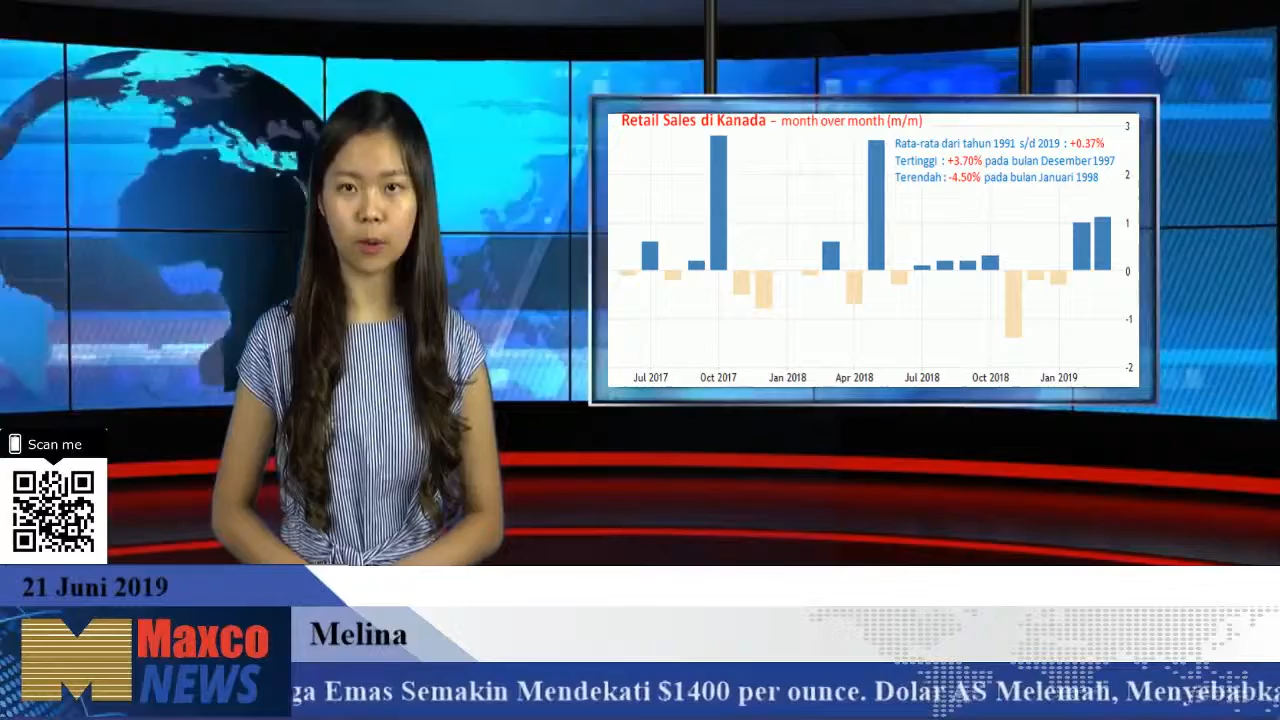 Retail Sales di Kanada - month over month (m/m)
Rata-rata dari tahun 1991 s/d 2019 : +0.37%
Tertinggi : +3.70% pada bulan Desember 1997
Terendah : -4.50% pada bulan Januari 1998
3
2
1
0
-1
-2
Jul 2017 Oct 2017 Jan 2018 Apr 2018 Jul 2018 Oct 2018 Jan 2019
Scan me
21 Juni 2019
Maxco
NEWS
Melina
ga Emas Semakin Mendekati $1400 per ounce. Dolar AS Melemah, Menyebabka